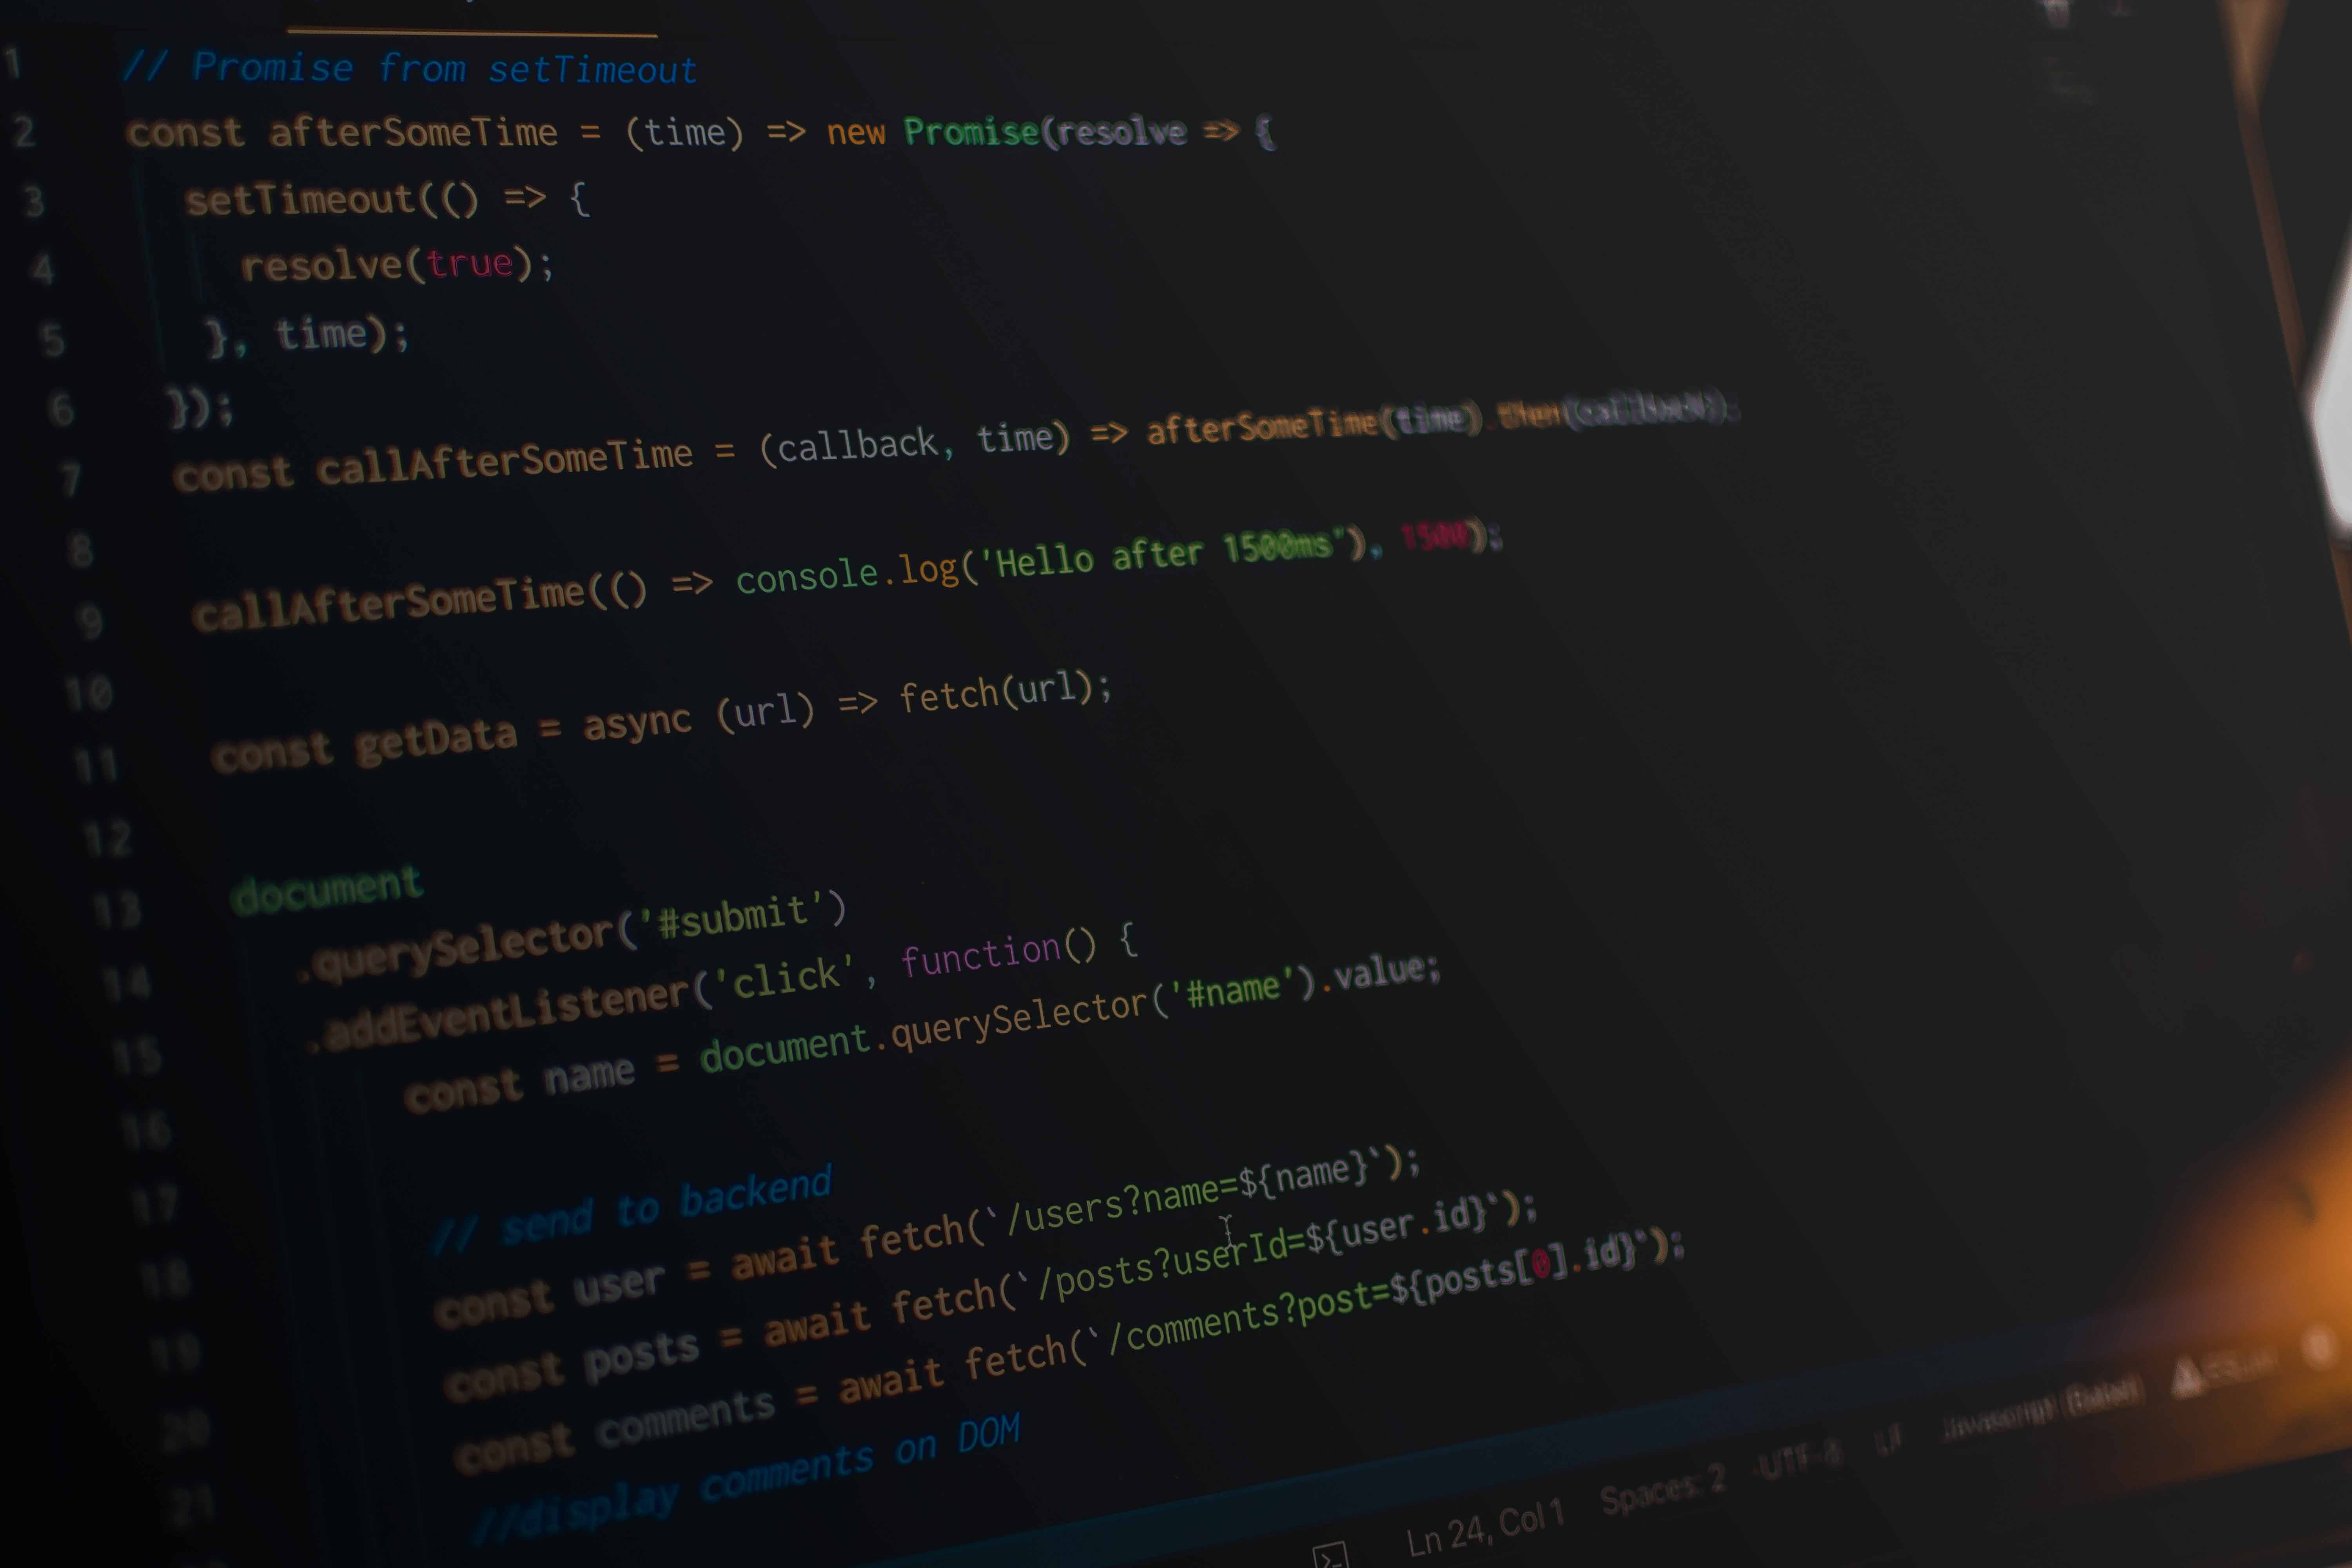 1 // Promise from setTimeout
2 const afterSomeTime = (time) => new Promise(resolve => {
3 setTimeout(() => {
4 resolve(true);
5 }, time);
6 });
7 const callAfterSomeTime = (callback, time) => afterSomeTime(time).then(callback);
8
9 callAfterSomeTime(() => console.log('Hello after 1500ms'), 1500);
10
11 const getData = async (url) => fetch(url);
12
13 document
14 .querySelector('#submit')
15 .addEventListener('click', function() {
16 const name = document.querySelector('#name').value;
17
18 // send to backend
19 const user = await fetch(`/users?name=${name}`);
20 const posts = await fetch(`/posts?userId=${user.id}`);
21 const comments = await fetch(`/comments?post=${posts[0].id}`);
//display comments on DOM
Ln 24, Col 1 Spaces: 2 UTF-8 LF Javascript (Babel)